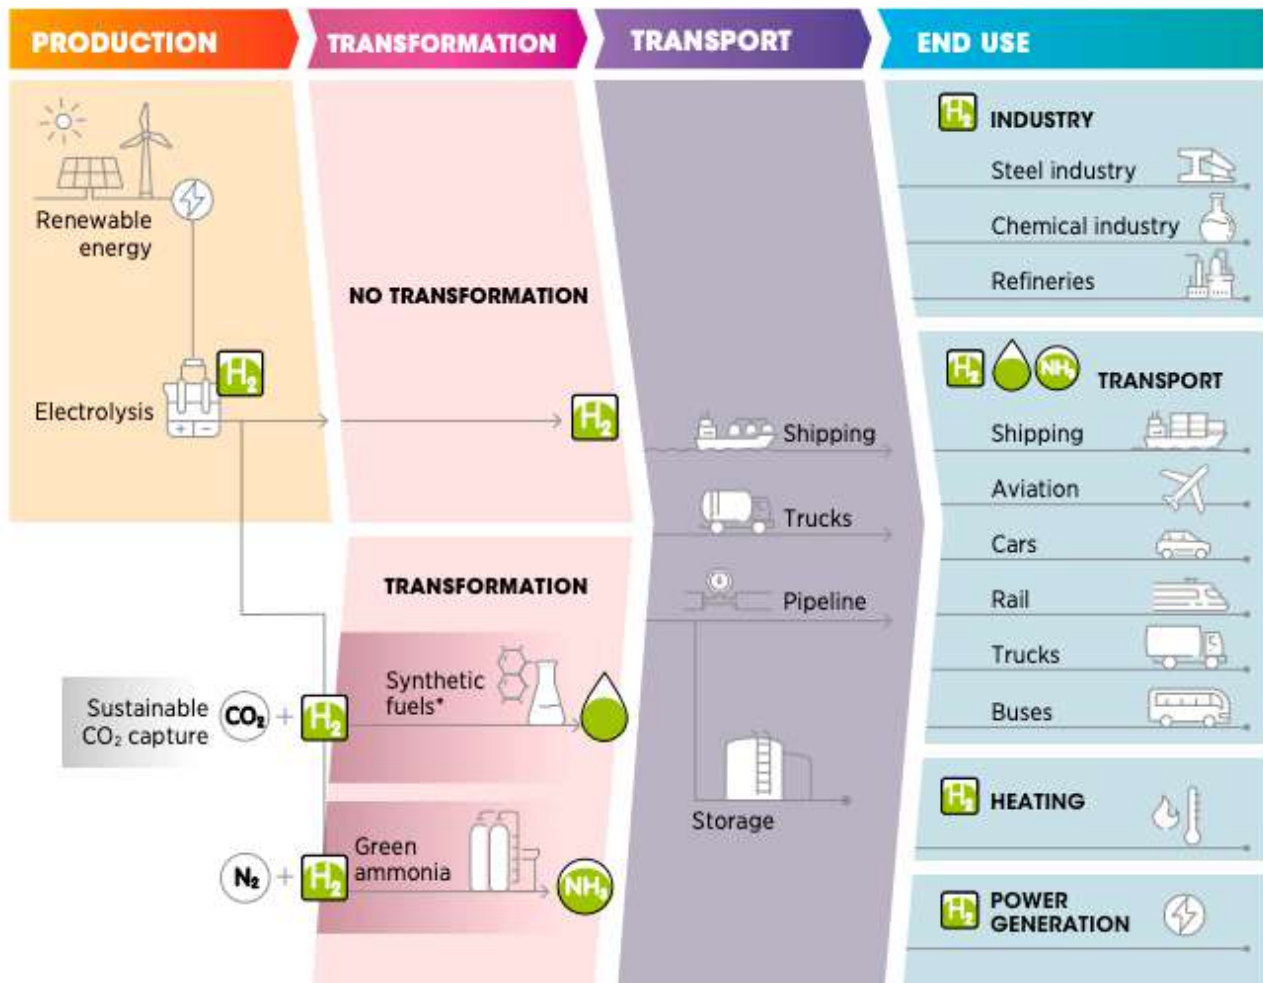 PRODUCTION
TRANSFORMATION
TRANSPORT
END USE
Renewable
energy
Electrolysis
H₂
NO TRANSFORMATION
H₂
TRANSFORMATION
Sustainable
CO₂ capture
CO₂ + H₂
Synthetic
fuels*
N₂ + H₂
Green
ammonia
NH₃
Shipping
Trucks
Pipeline
Storage
H₂ INDUSTRY
Steel industry
Chemical industry
Refineries
H₂ NH₃ TRANSPORT
Shipping
Aviation
Cars
Rail
Trucks
Buses
H₂ HEATING
H₂ POWER
GENERATION